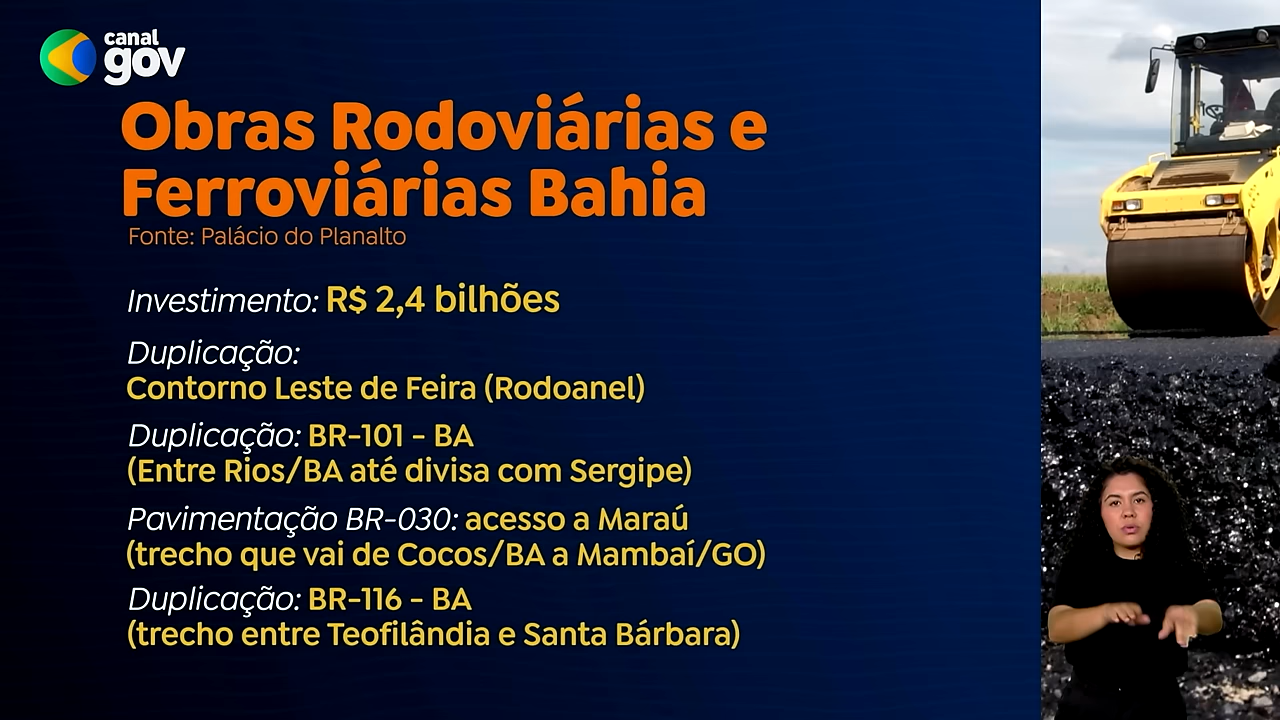 canal
gov
Obras Rodoviárias e
Ferroviárias Bahia
Fonte: Palácio do Planalto
Investimento: R$ 2,4 bilhões
Duplicação:
Contorno Leste de Feira (Rodoanel)
Duplicação: BR-101 - BA
(Entre Rios/BA até divisa com Sergipe)
Pavimentação BR-030: acesso a Maraú
(trecho que vai de Cocos/BA a Mambaí/GO)
Duplicação: BR-116 - BA
(trecho entre Teofilândia e Santa Bárbara)